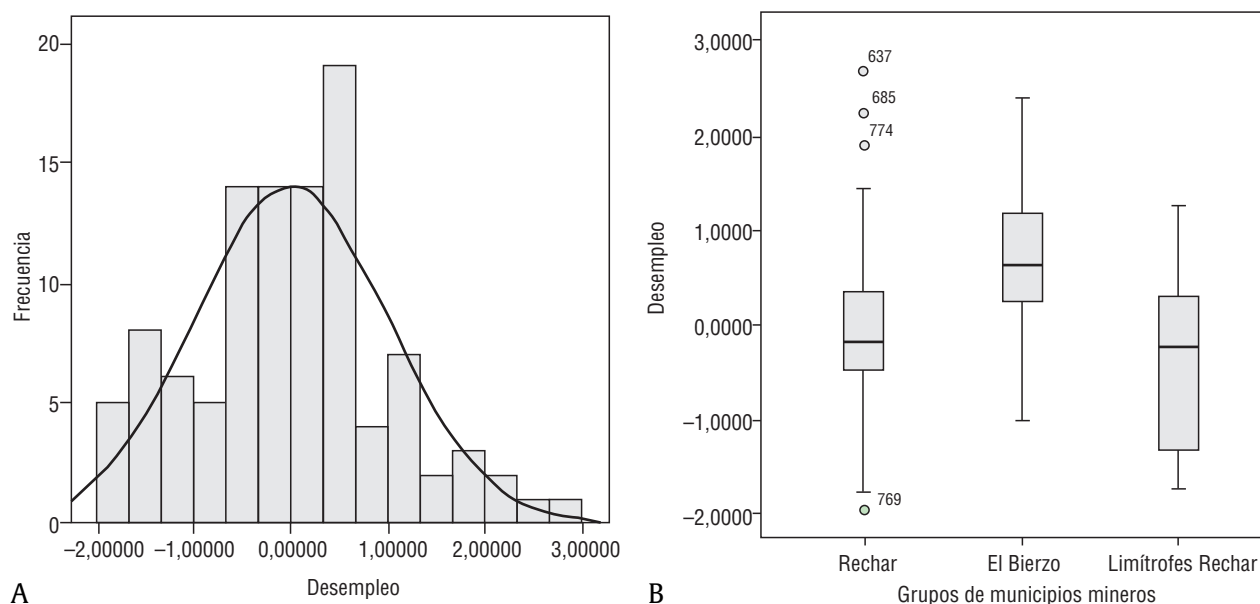 20
15
10
5
0
Frecuencia
−2,00000
−1,00000
0,00000
1,00000
2,00000
3,00000
Desempleo
A
3,0000
2,0000
1,0000
0,0000
−1,0000
−2,0000
Desempleo
637
685
774
769
Rechar
El Bierzo
Limítrofes Rechar
Grupos de municipios mineros
B